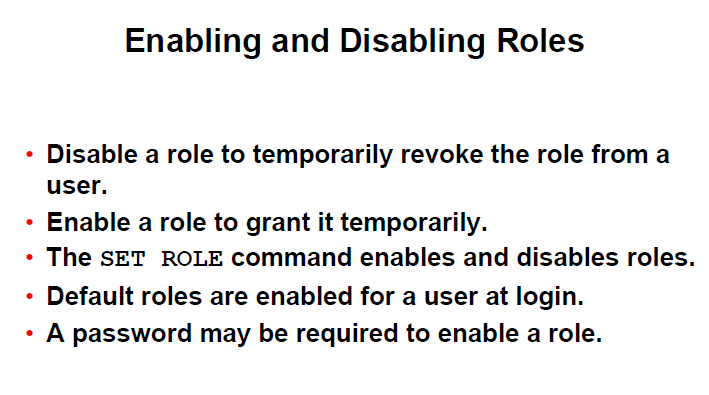 Enabling and Disabling Roles
• Disable a role to temporarily revoke the role from a
user.
• Enable a role to grant it temporarily.
• The SET ROLE command enables and disables roles.
• Default roles are enabled for a user at login.
• A password may be required to enable a role.